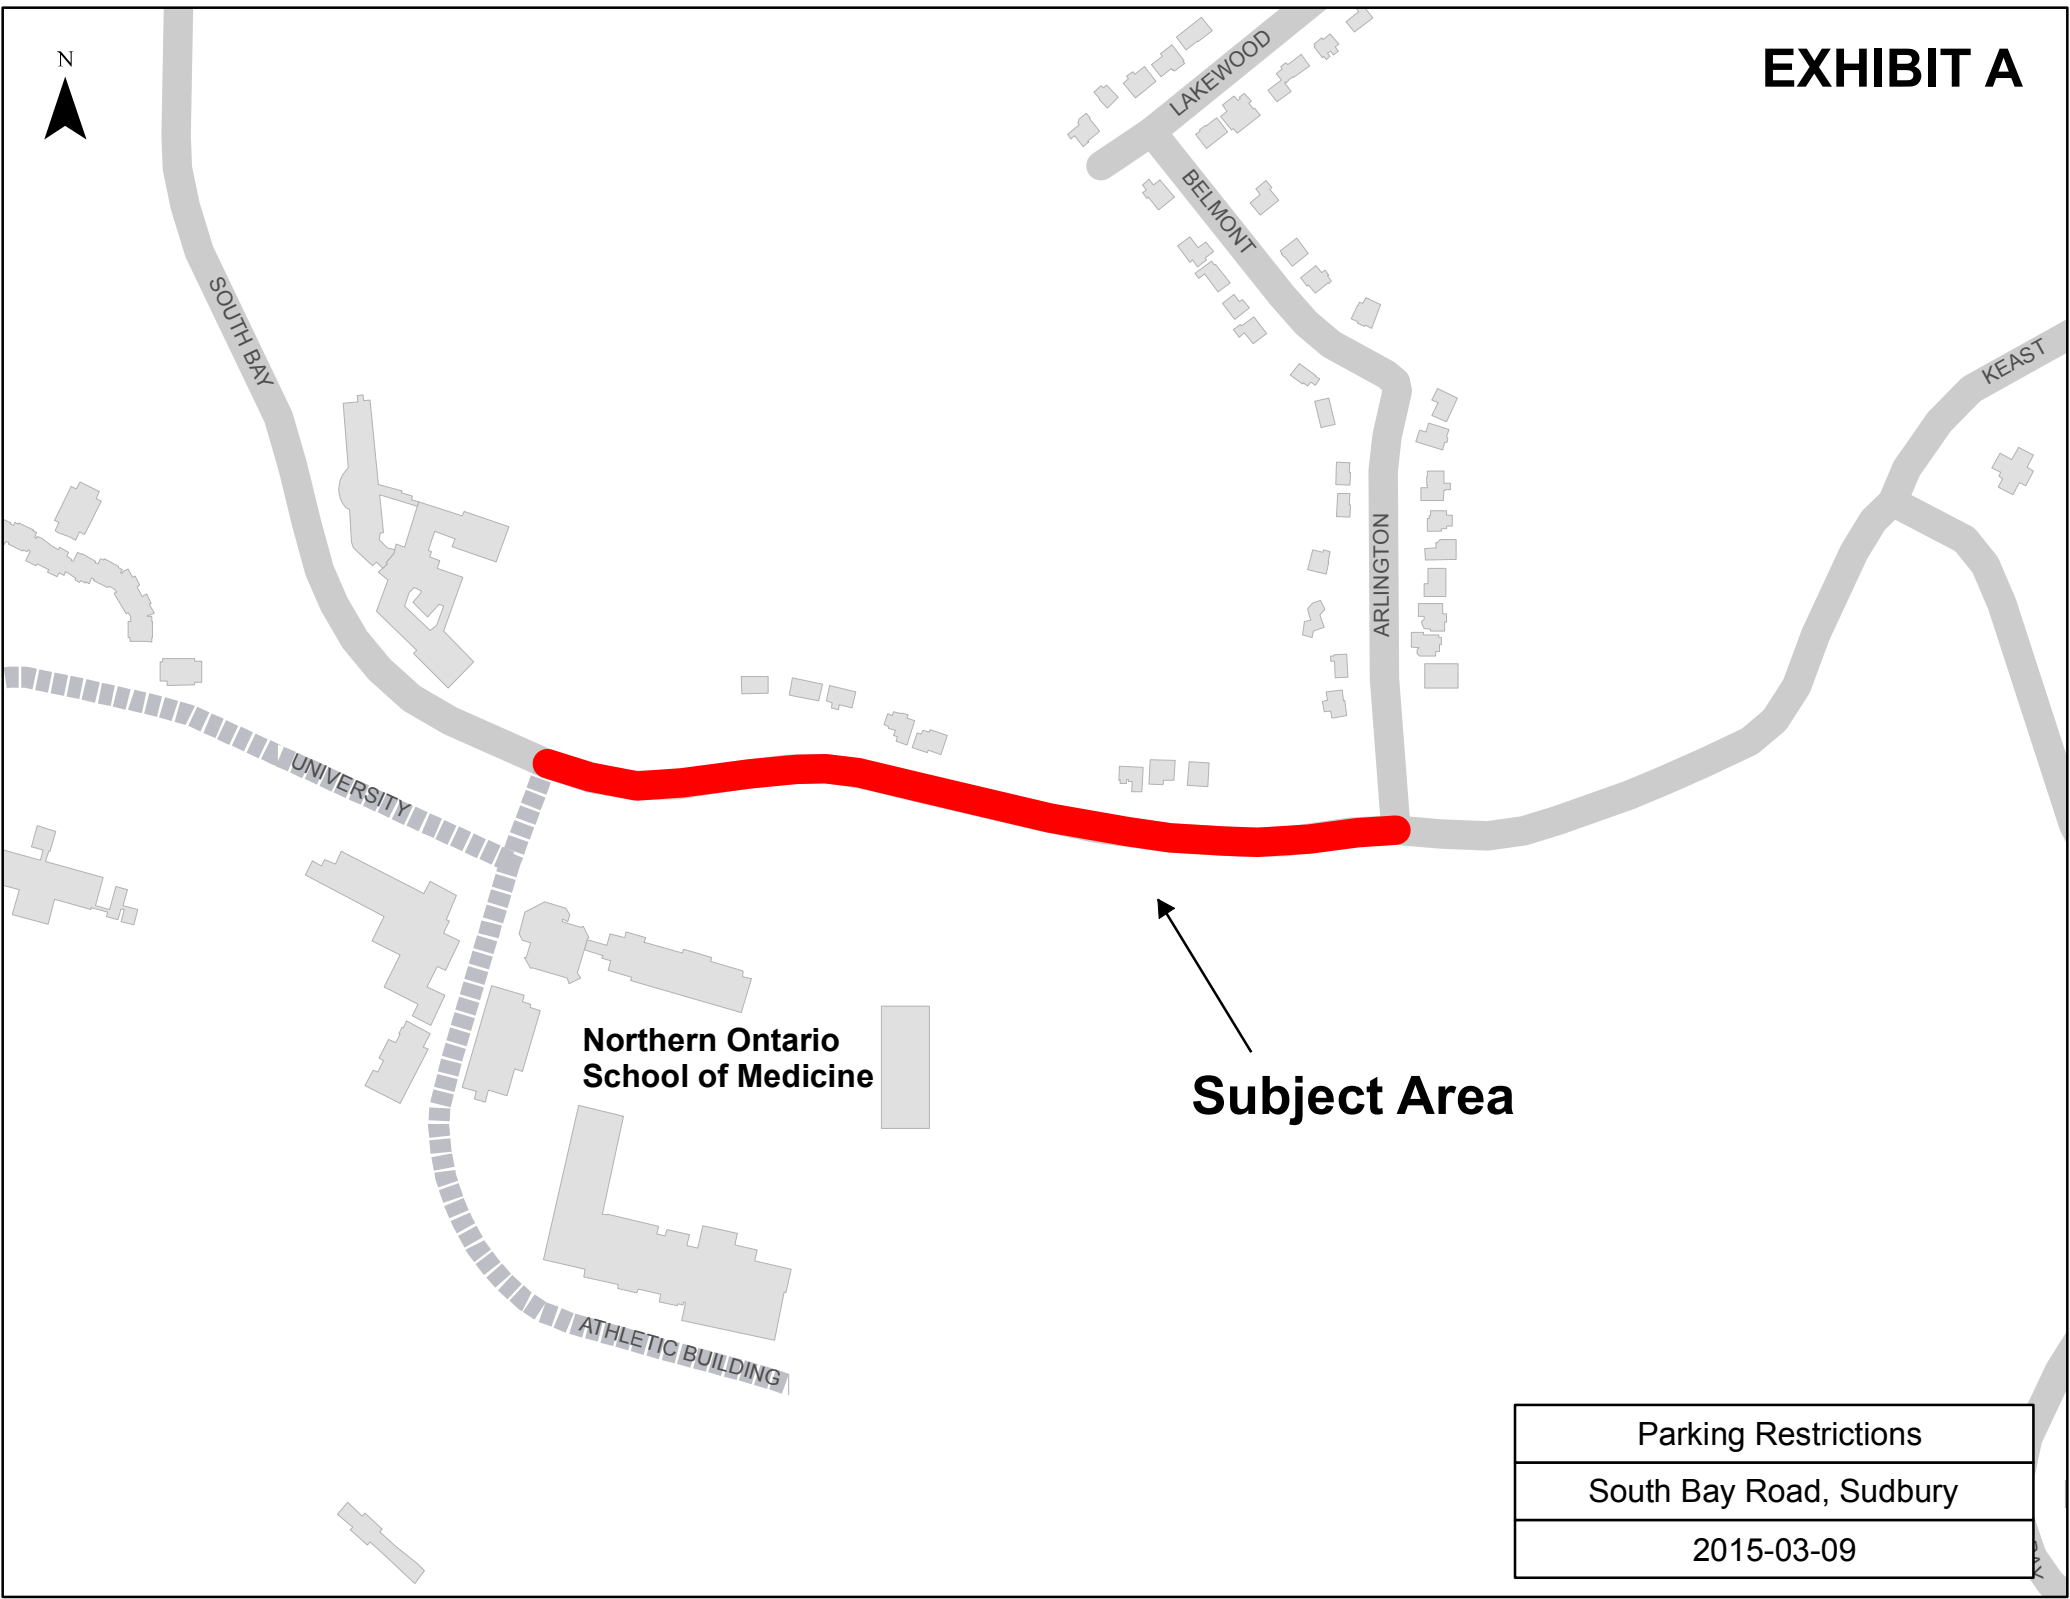 N
EXHIBIT A
LAKEWOOD
BELMONT
SOUTH BAY
KEAST
ARLINGTON
UNIVERSITY
Northern Ontario
School of Medicine
Subject Area
ATHLETIC BUILDING
Parking Restrictions
South Bay Road, Sudbury
2015-03-09